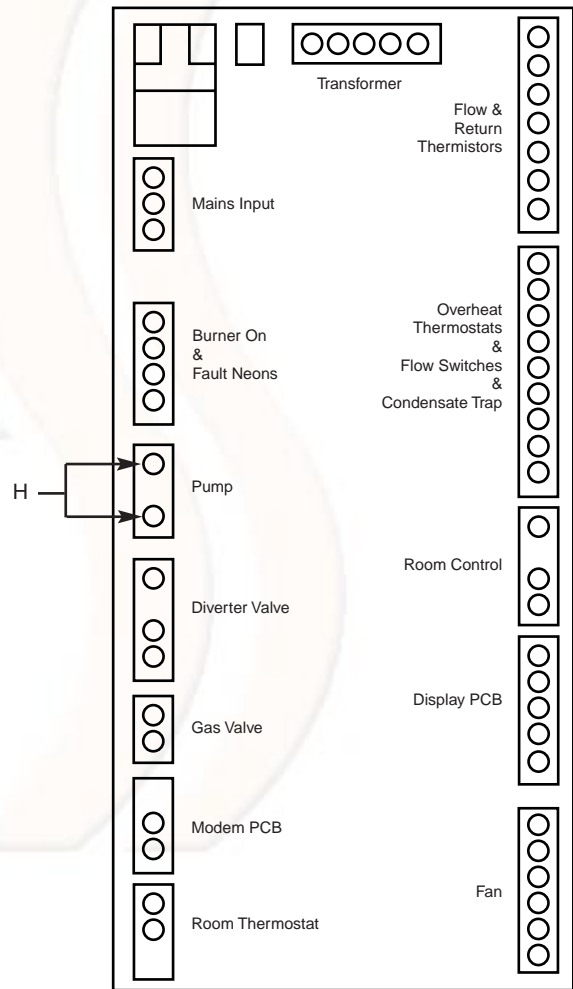 Transformer
Flow &
Return
Thermistors
Mains Input
Overheat
Thermostats
&
Flow Switches
&
Condensate Trap
Burner On
&
Fault Neons
H
Pump
Room Control
Diverter Valve
Display PCB
Gas Valve
Modem PCB
Fan
Room Thermostat